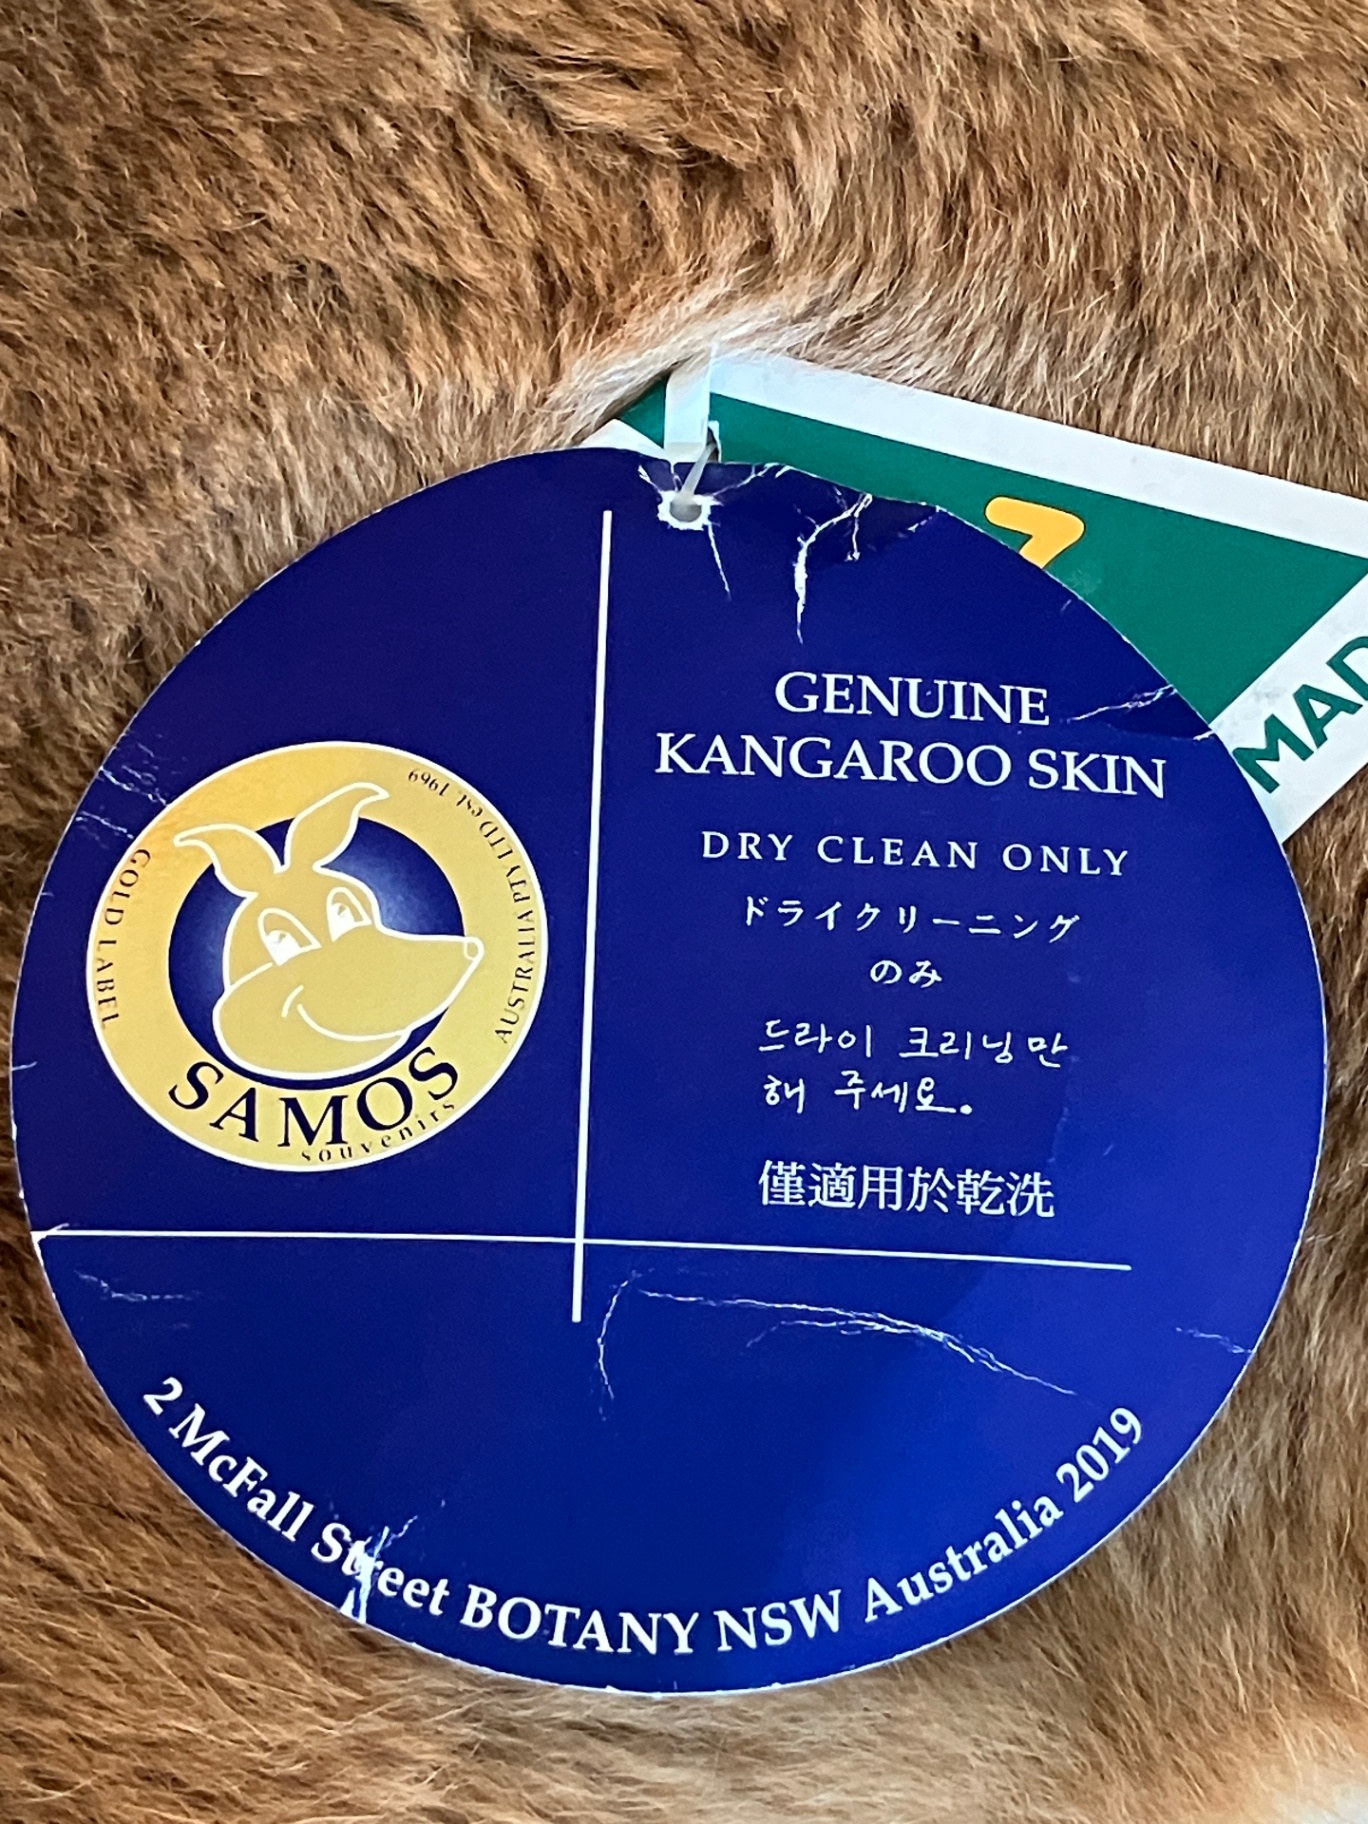 GENUINE
KANGAROO SKIN
DRY CLEAN ONLY
ドライクリーニング
のみ
드라이 크리닝만
해 주세요.
僅適用於乾洗
GOLD LABEL
AUSTRALIA PTY LTD est. 1969
SAMOS
souvenirs
2 McFall Street BOTANY NSW Australia 2019
MAD